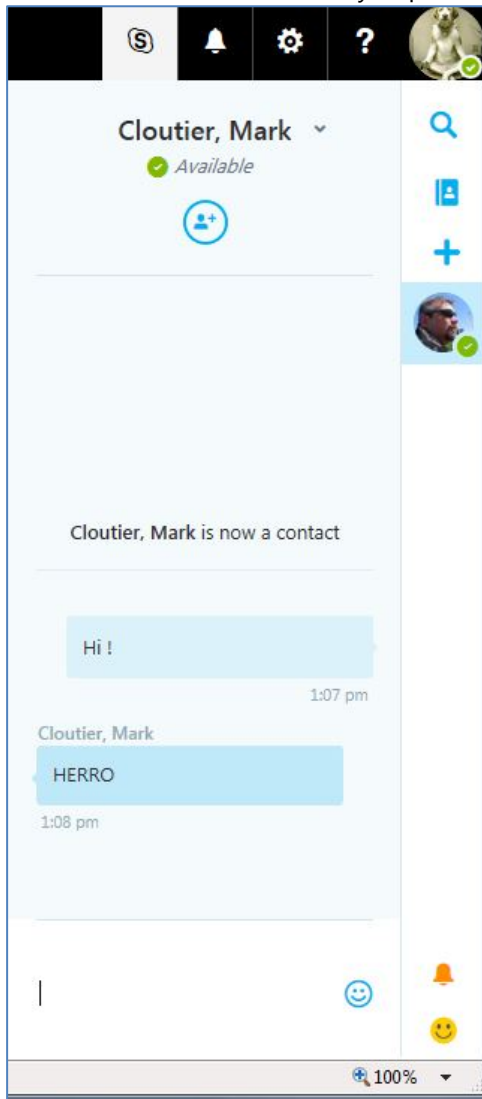 ?
Cloutier, Mark
Available
Cloutier, Mark is now a contact
Hi !
1:07 pm
Cloutier, Mark
HERRO
1:08 pm
100%